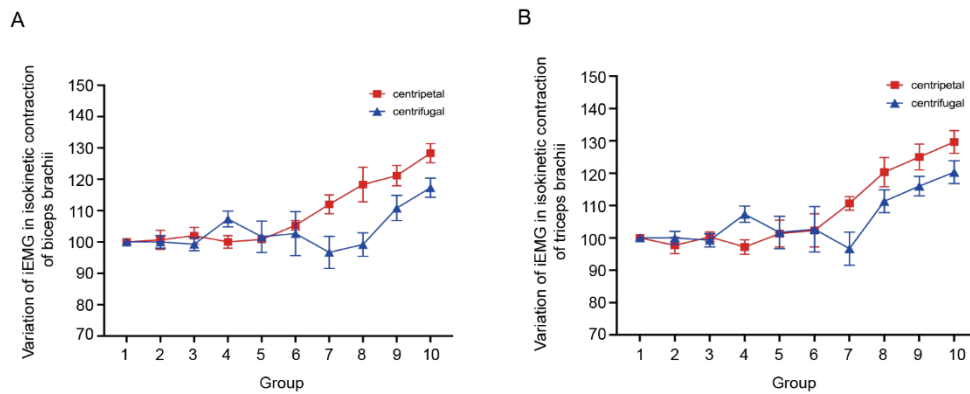 A
Variation of iEMG in isokinetic contraction
of biceps brachii
150
140
130
120
110
100
90
80
70
centripetal
centrifugal
1 2 3 4 5 6 7 8 9 10
Group
B
Variation of iEMG in isokinetic contraction
of triceps brachii
150
140
130
120
110
100
90
80
70
centripetal
centrifugal
1 2 3 4 5 6 7 8 9 10
Group